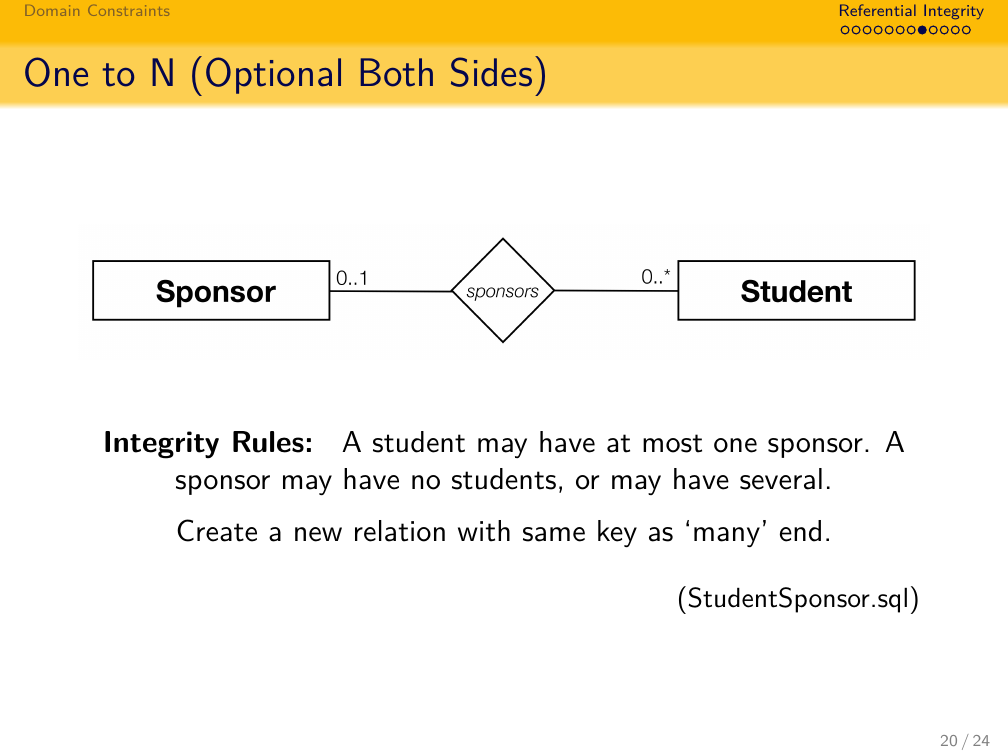 Domain Constraints
Referential Integrity
One to N (Optional Both Sides)
Sponsor
0..1
sponsors
0..*
Student
Integrity Rules: A student may have at most one sponsor. A
sponsor may have no students, or may have several.
Create a new relation with same key as ‘many’ end.
(StudentSponsor.sql)
20 / 24